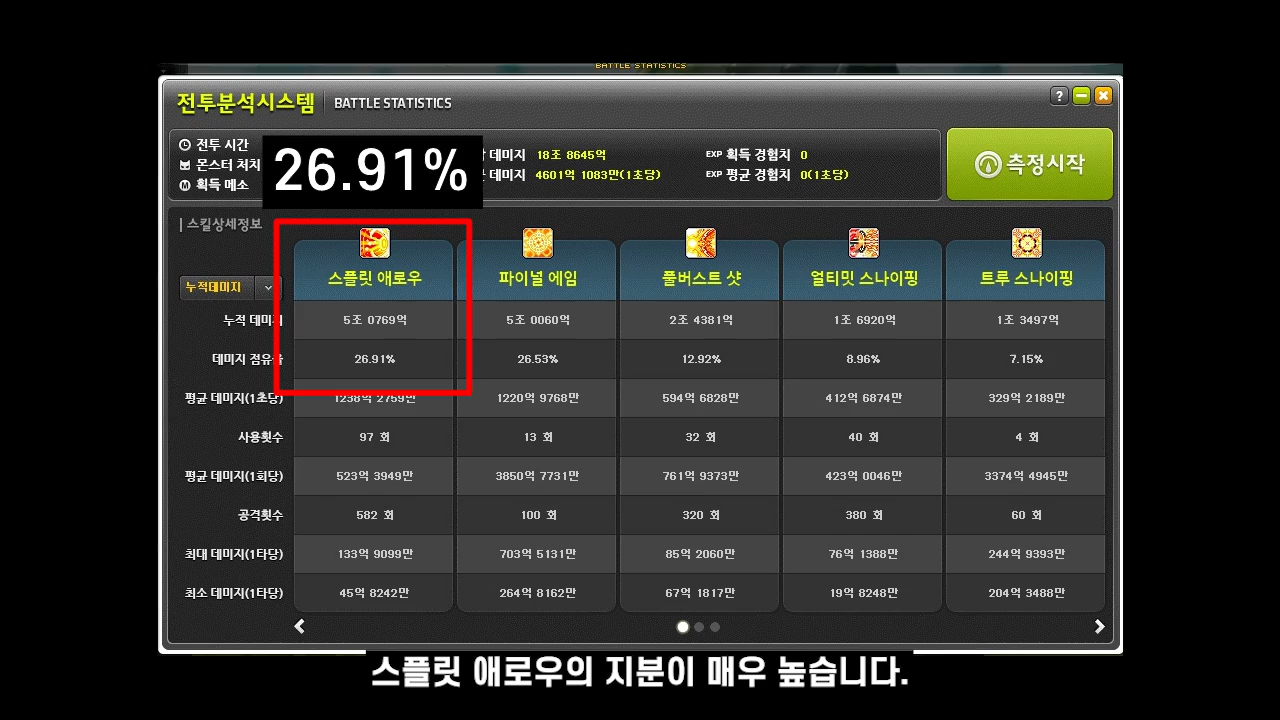 BATTLE STATISTICS
전투분석시스템 BATTLE STATISTICS
?
전투 시간
몬스터 처치
획득 메소
26.91%
데미지 18조 8645억
데미지 4601억 1083만(1초당)
EXP 획득 경험치 0
EXP 평균 경험치 0(1초당)
측정시작
스킬상세정보
누적데미지
스플릿 애로우 파이널 에임 풀버스트 샷 얼티밋 스나이핑 트루 스나이핑
누적 데미지 5조 0769억 5조 0060억 2조 4381억 1조 6920억 1조 3497억
데미지 점유율 26.91% 26.53% 12.92% 8.96% 7.15%
평균 데미지(1초당) 1238억 2759만 1220억 9768만 594억 6828만 412억 6874만 329억 2189만
사용횟수 97 회 13 회 32 회 40 회 4 회
평균 데미지(1회당) 523억 3949만 3850억 7731만 761억 9373만 423억 0046만 3374억 4945만
공격횟수 582 회 100 회 320 회 380 회 60 회
최대 데미지(1타당) 133억 9099만 703억 5131만 85억 2060만 76억 1388만 244억 9393만
최소 데미지(1타당) 45억 8242만 264억 8162만 67억 1817만 19억 8248만 204억 3488만
스플릿 애로우의 지분이 매우 높습니다.